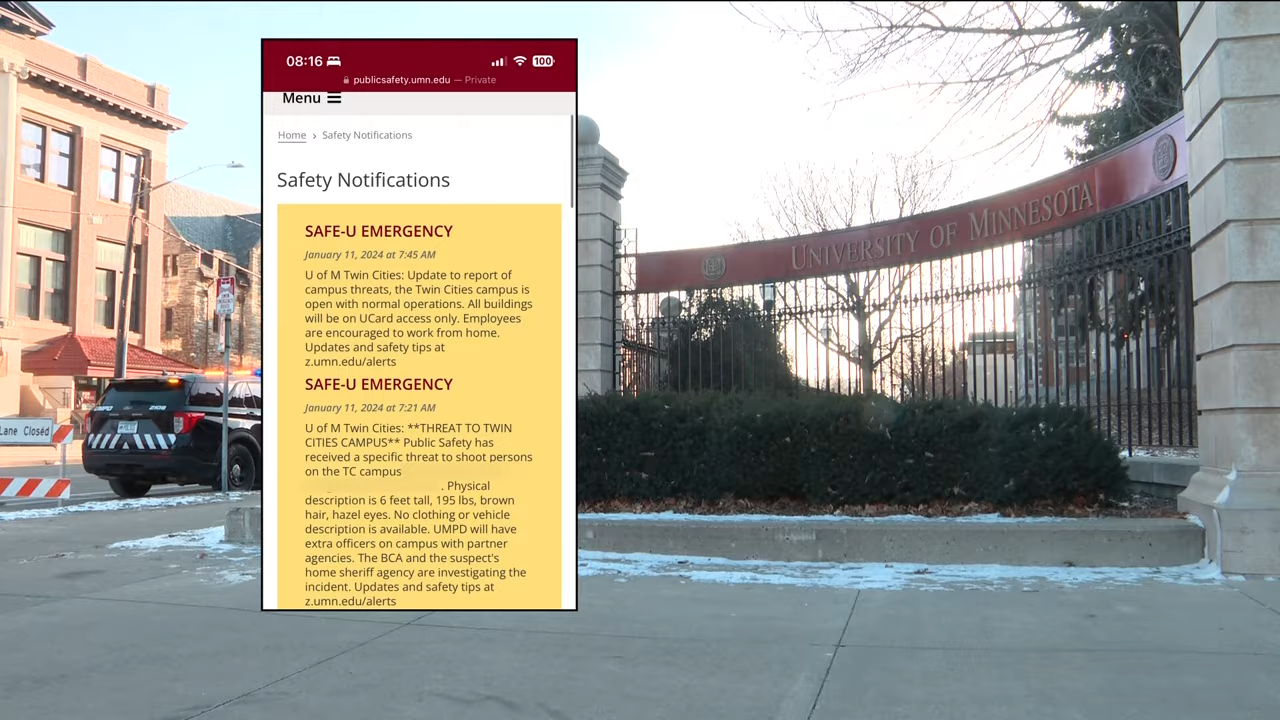 08:16
100
publicsafety.umn.edu — Private
Menu
Home › Safety Notifications
Safety Notifications
SAFE-U EMERGENCY
January 11, 2024 at 7:45 AM
U of M Twin Cities: Update to report of
campus threats, the Twin Cities campus is
open with normal operations. All buildings
will be on UCard access only. Employees
are encouraged to work from home.
Updates and safety tips at
z.umn.edu/alerts
SAFE-U EMERGENCY
January 11, 2024 at 7:21 AM
U of M Twin Cities: **THREAT TO TWIN
CITIES CAMPUS** Public Safety has
received a specific threat to shoot persons
on the TC campus
. Physical
description is 6 feet tall, 195 lbs, brown
hair, hazel eyes. No clothing or vehicle
description is available. UMPD will have
extra officers on campus with partner
agencies. The BCA and the suspect's
home sheriff agency are investigating the
incident. Updates and safety tips at
z.umn.edu/alerts
UNIVERSITY OF MINNESOTA
Lane Closed